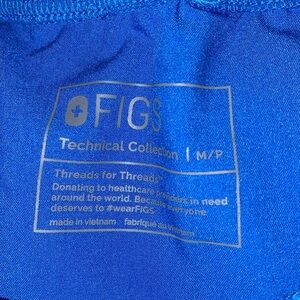 FIGS
Technical Collection | M/P
Threads for Threads™
Donating to healthcare providers in need
around the world. Because everyone
deserves to #wearFIGS
made in vietnam fabriqué au vietnam